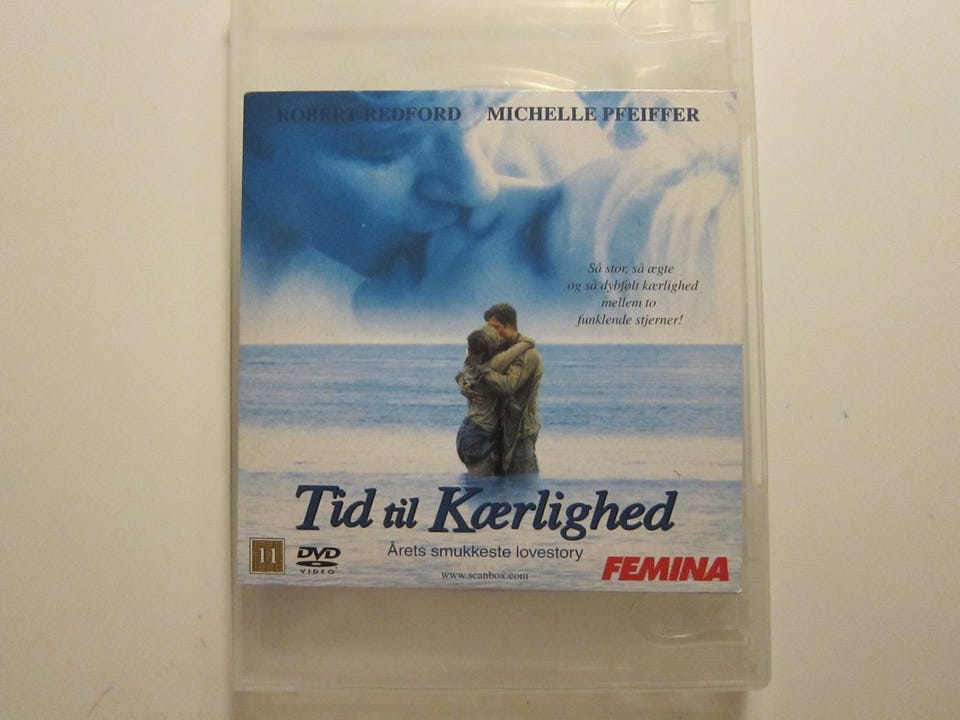 ROBERT REDFORD MICHELLE PFEIFFER
Så stor, så ægte
og så dybfølt kærlighed
mellem to
funklende stjerner!
Tid til Kærlighed
Årets smukkeste lovestory
11 DVD VIDEO
www.scanbox.com
FEMINA